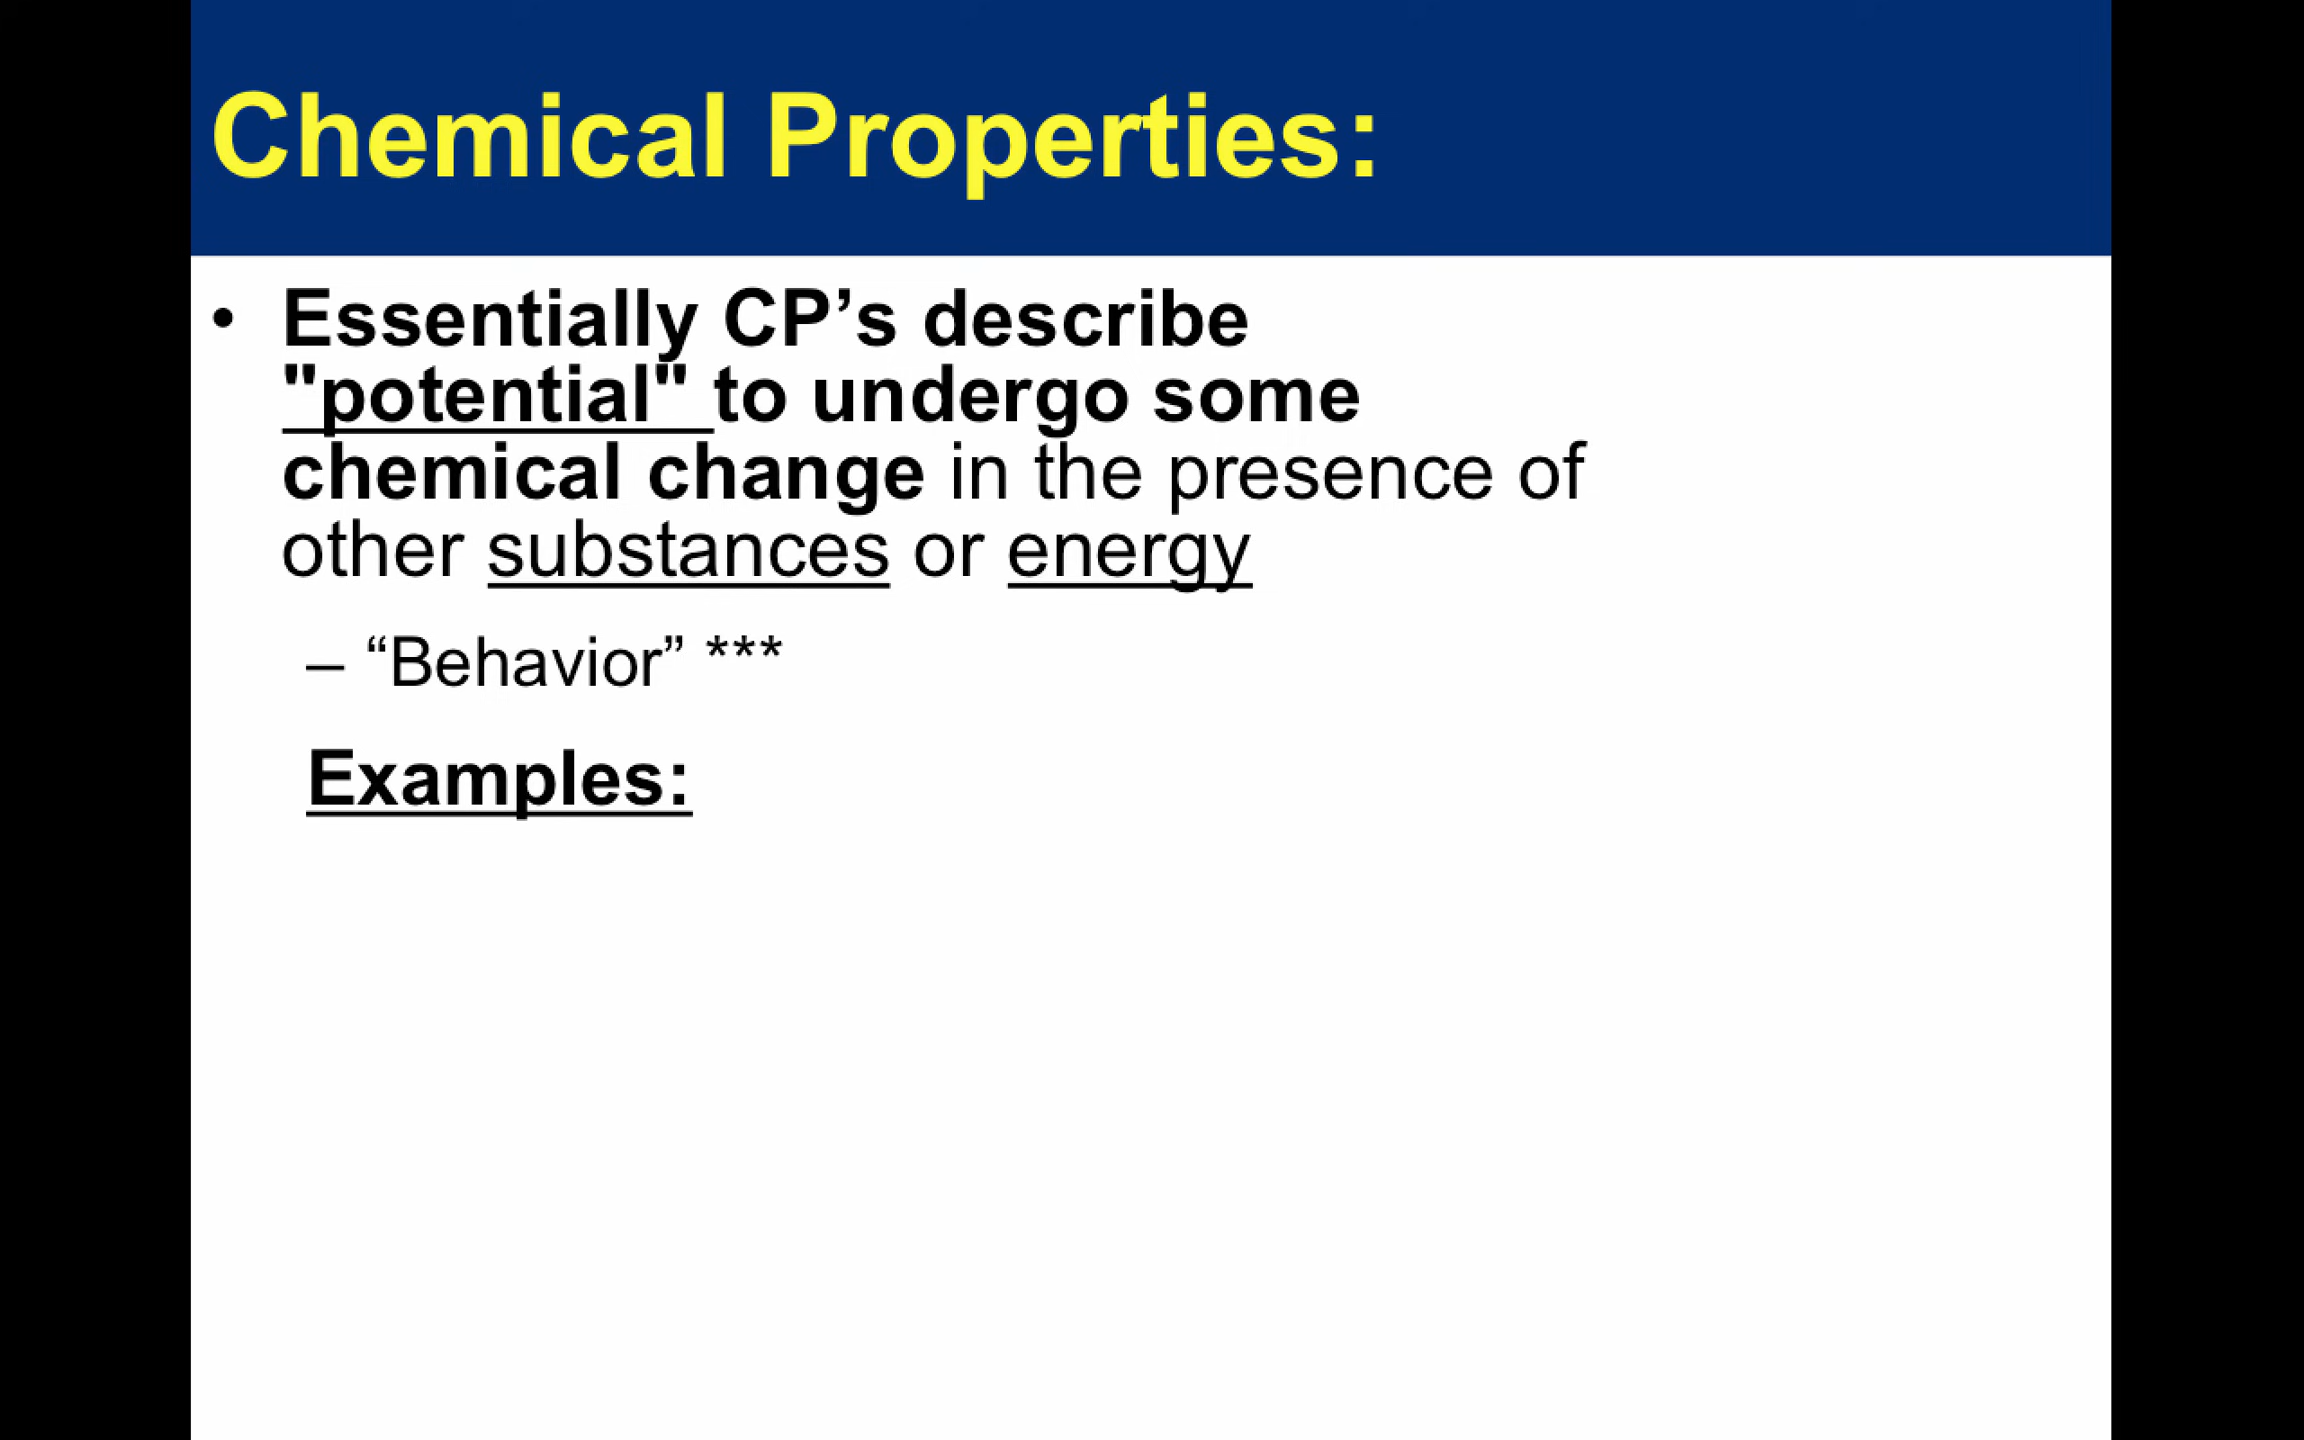 Chemical Properties:
• Essentially CP’s describe
"potential" to undergo some
chemical change in the presence of
other substances or energy
– “Behavior” ***
Examples: